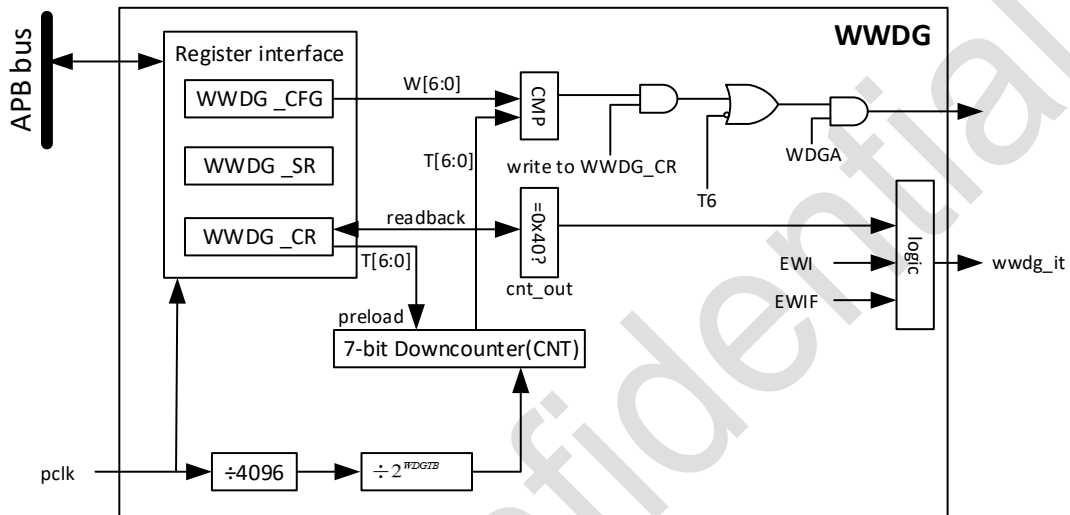 WWDG
APB bus
Register interface
WWDG _CFG
WWDG _SR
WWDG _CR
W[6:0]
CMP
T[6:0]
write to WWDG_CR
T6
WDGA
readback
=0x40?
cnt_out
T[6:0]
preload
7-bit Downcounter(CNT)
EWI
EWIF
logic
wwdg_it
pclk
÷4096
÷2^WDGTB